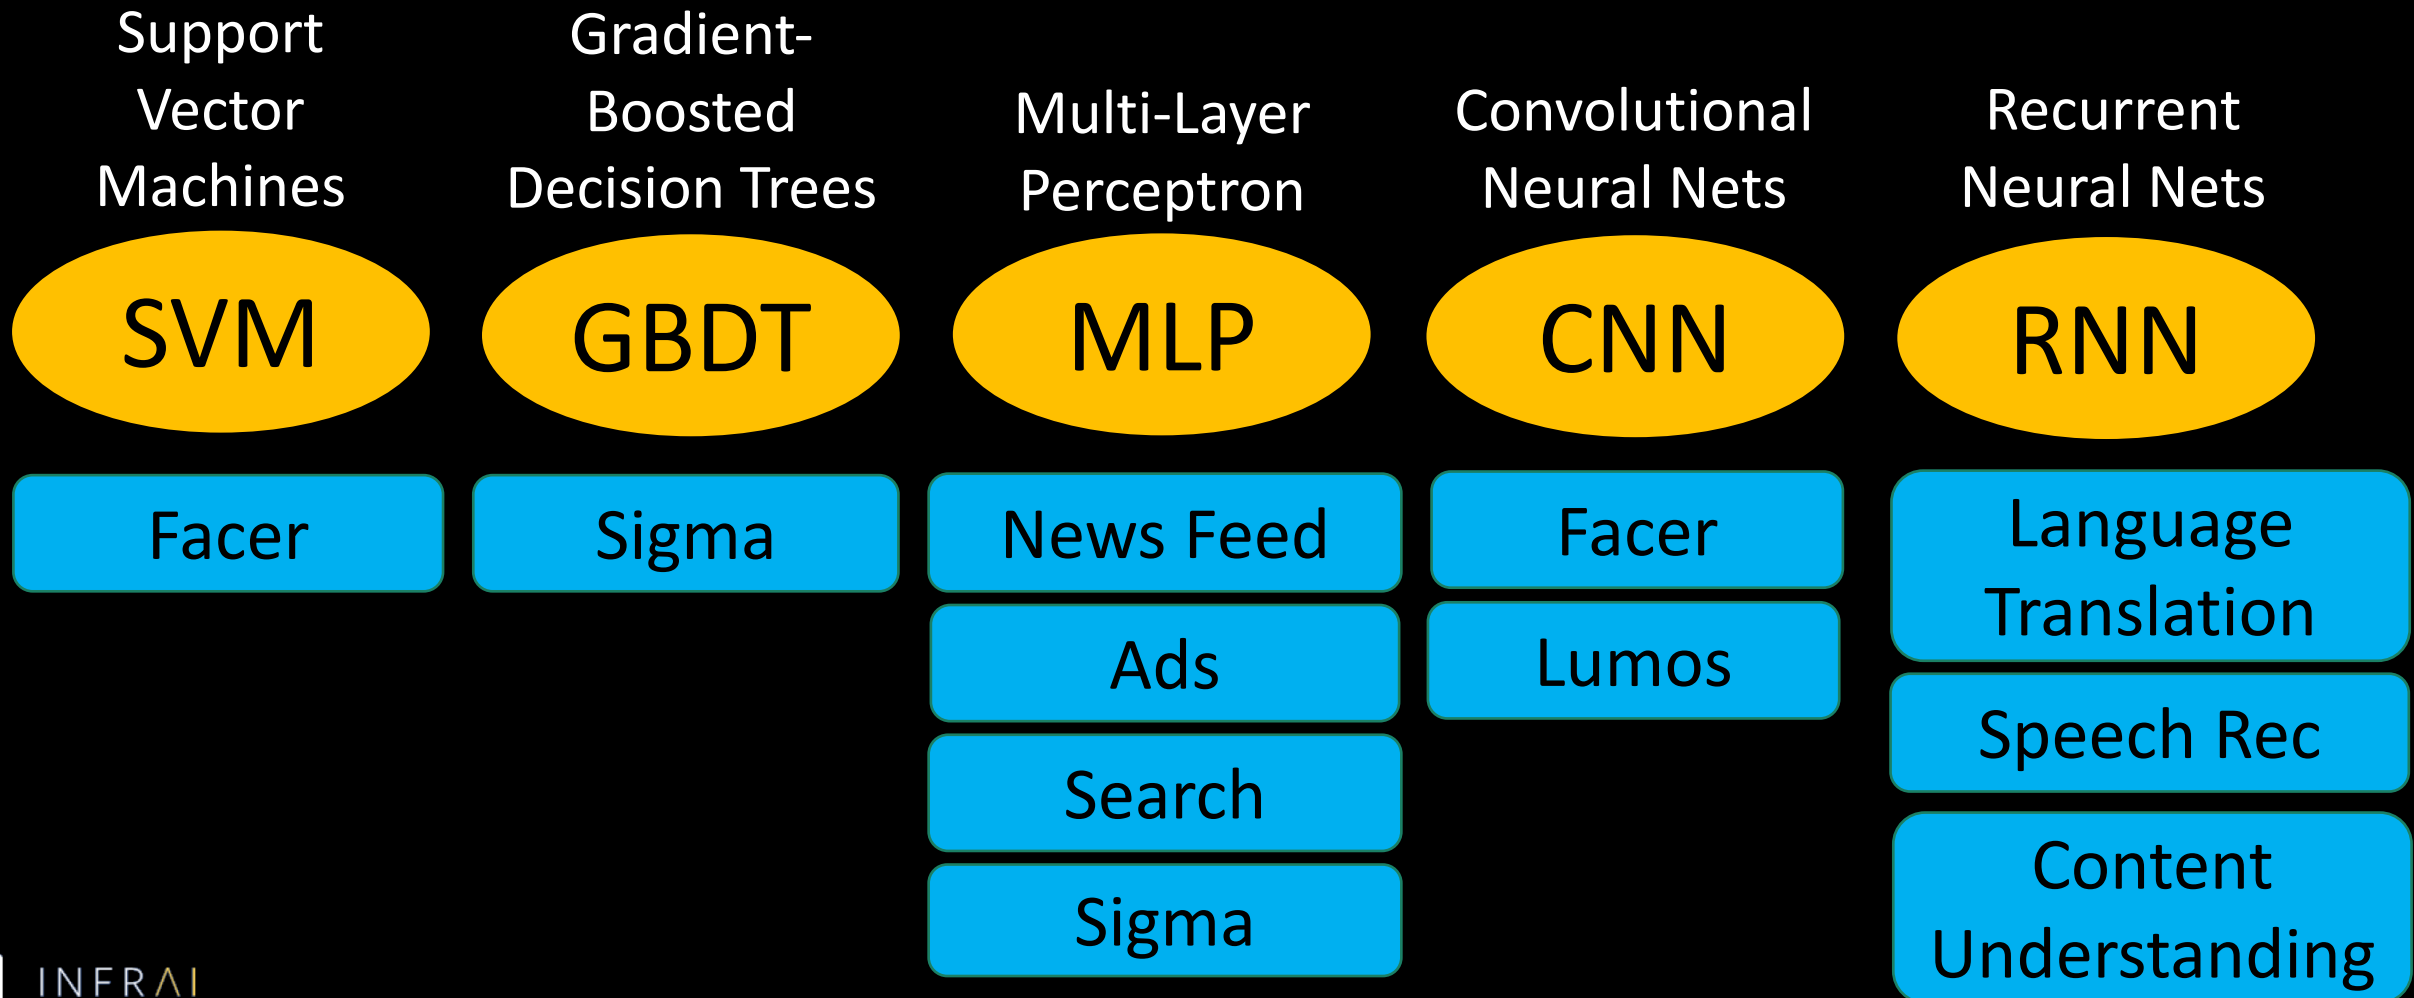 Support
Vector
Machines
SVM
Facer
Gradient-
Boosted
Decision Trees
GBDT
Sigma
Multi-Layer
Perceptron
MLP
News Feed
Ads
Search
Sigma
Convolutional
Neural Nets
CNN
Facer
Lumos
Recurrent
Neural Nets
RNN
Language
Translation
Speech Rec
Content
Understanding
INFRAI